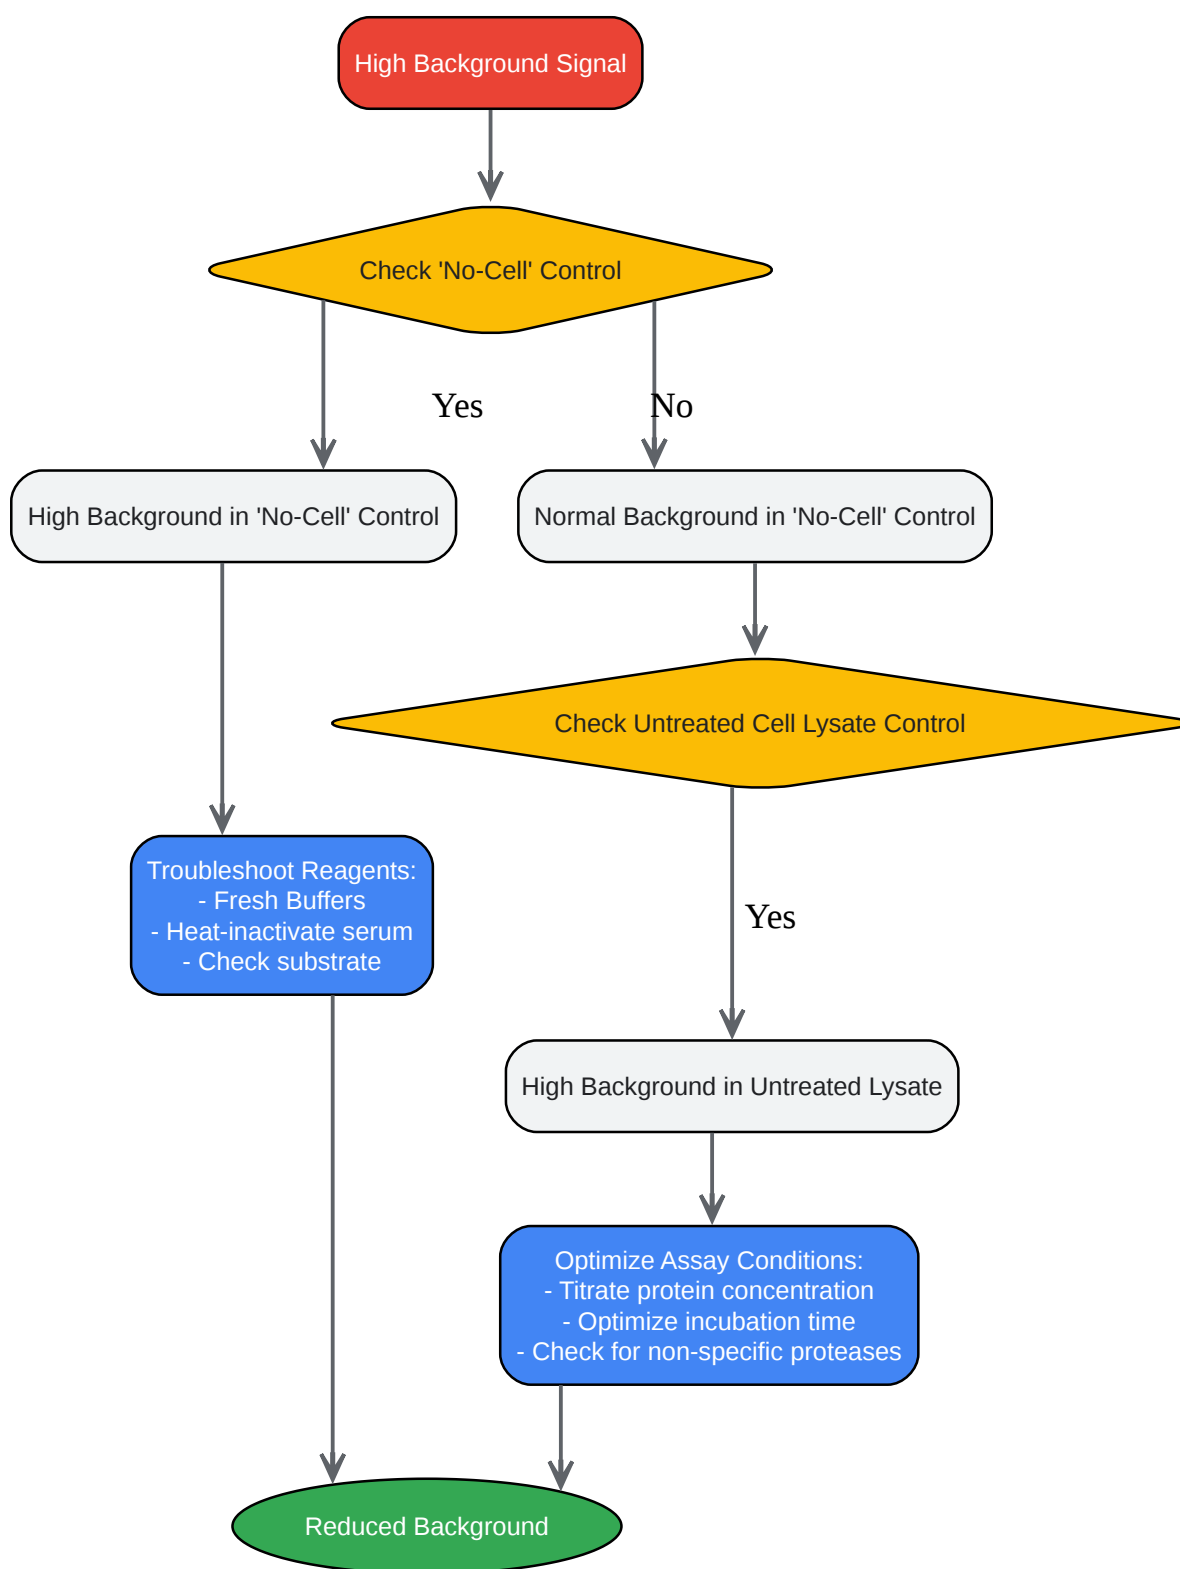 High Background Signal
Check 'No-Cell' Control
Yes
No
High Background in 'No-Cell' Control
Normal Background in 'No-Cell' Control
Check Untreated Cell Lysate Control
Troubleshoot Reagents:
- Fresh Buffers
- Heat-inactivate serum
- Check substrate
Yes
High Background in Untreated Lysate
Optimize Assay Conditions:
- Titrate protein concentration
- Optimize incubation time
- Check for non-specific proteases
Reduced Background